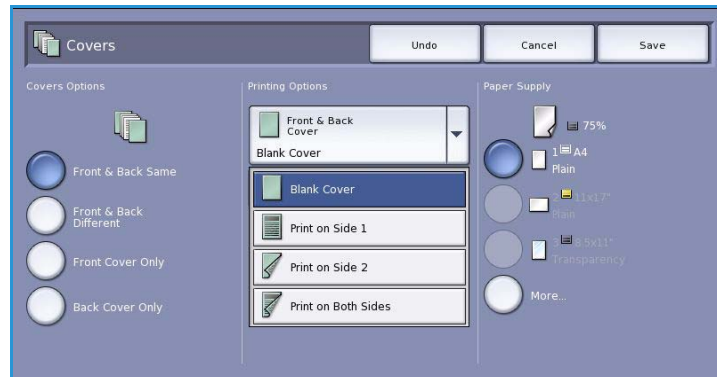 Covers
Undo
Cancel
Save
Covers Options
Front & Back Same
Front & Back
Different
Front Cover Only
Back Cover Only
Printing Options
Front & Back
Cover
Blank Cover
Blank Cover
Print on Side 1
Print on Side 2
Print on Both Sides
Paper Supply
75%
1 A4
Plain
2 11x17"
Plain
3 8.5x11"
Transparency
More...